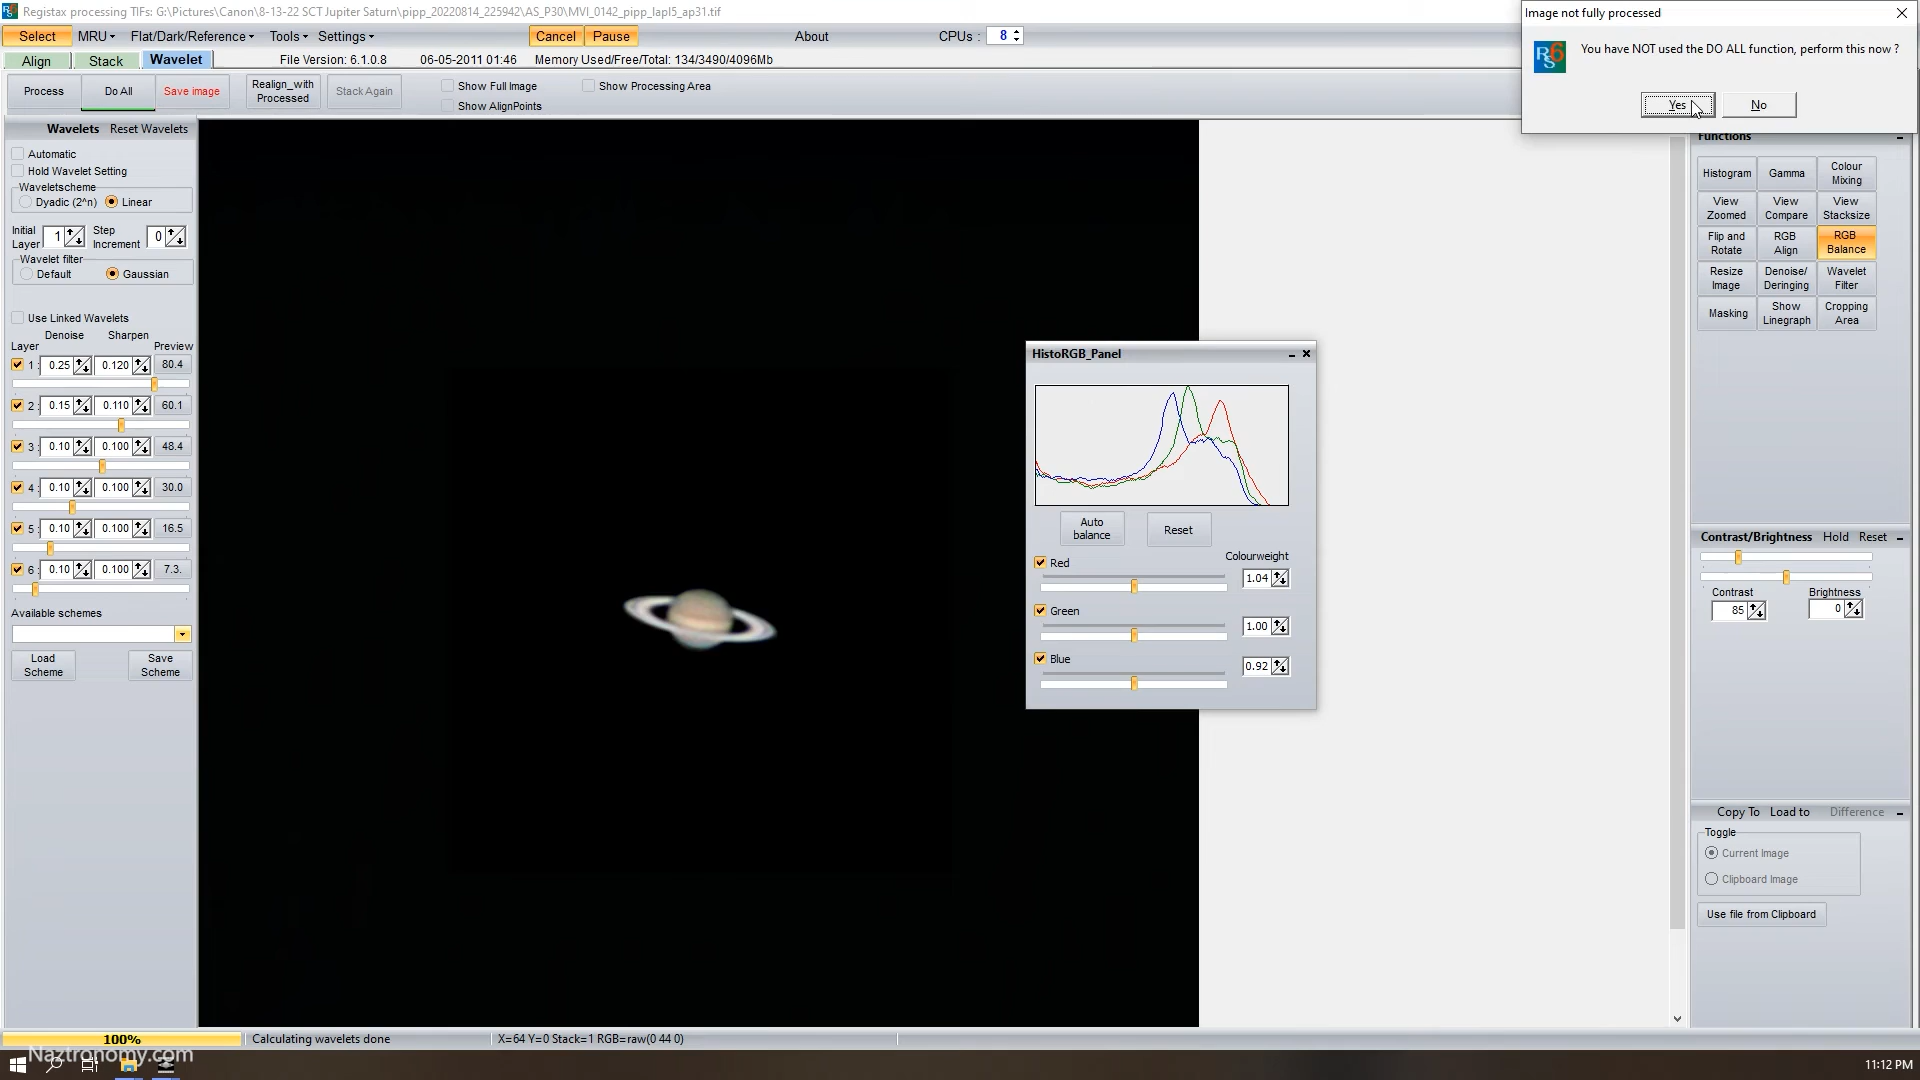 Registax processing TIFs: G:\Pictures\Canon\8-13-22 SCT Jupiter Saturn\pipp_20220814_225942\AS_P30\MVI_0142_pipp_lapl5_ap31.tif
Image not fully processed
Select MRU Flat/Dark/Reference Tools Settings Cancel Pause About CPUs : 8
You have NOT used the DO ALL function, perform this now ?
Yes No
Align Stack Wavelet File Version: 6.1.0.8 06-05-2011 01:46 Memory Used/Free/Total: 134/3490/4096Mb
Process Do All Save image Realign_with Processed Stack Again
Show Full Image Show Processing Area
Show AlignPoints
Wavelets Reset Wavelets
Automatic
Hold Wavelet Setting
Waveletscheme
Dyadic (2^n) Linear
Initial Layer 1 Step Increment 0
Wavelet filter
Default Gaussian
Use Linked Wavelets
Denoise Sharpen
Layer Preview
1 : 0.25 0.120 80.4
2 : 0.15 0.110 60.1
3 : 0.10 0.100 48.4
4 : 0.10 0.100 30.0
5 : 0.10 0.100 16.5
6 : 0.10 0.100 7.3.
Available schemes
Load Scheme
Save Scheme
HistoRGB_Panel
Auto balance
Reset
Colourweight
Red 1.04
Green 1.00
Blue 0.92
Functions
Histogram Gamma Colour Mixing
View Zoomed View Compare View Stacksize
Flip and Rotate RGB Align RGB Balance
Resize Image Denoise/ Deringing Wavelet Filter
Masking Show Linegraph Cropping Area
Contrast/Brightness Hold Reset
Contrast Brightness
85 0
Copy To Load to Difference
Toggle
Current Image
Clipboard Image
Use file from Clipboard
100% Calculating wavelets done X=64 Y=0 Stack=1 RGB=raw(0 44 0)
Naztronomy.com
11:12 PM